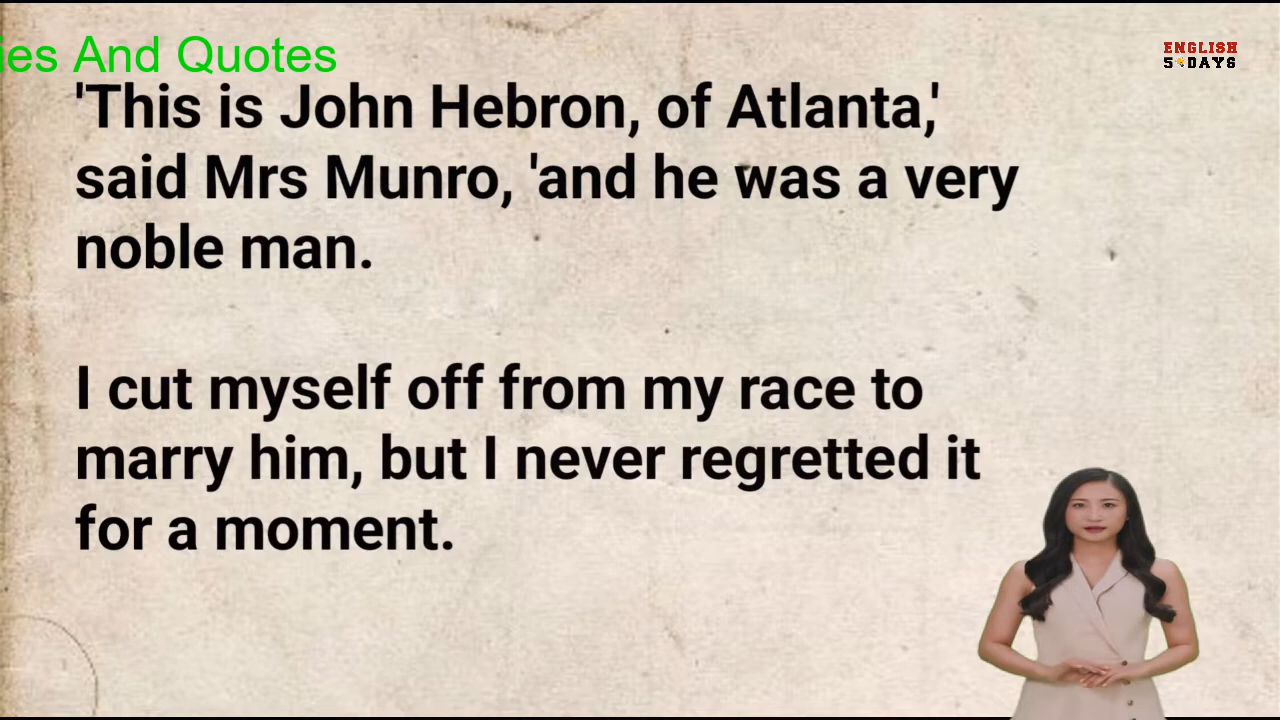 ies And Quotes
ENGLISH
5 DAYS
'This is John Hebron, of Atlanta,'
said Mrs Munro, 'and he was a very
noble man.
I cut myself off from my race to
marry him, but I never regretted it
for a moment.